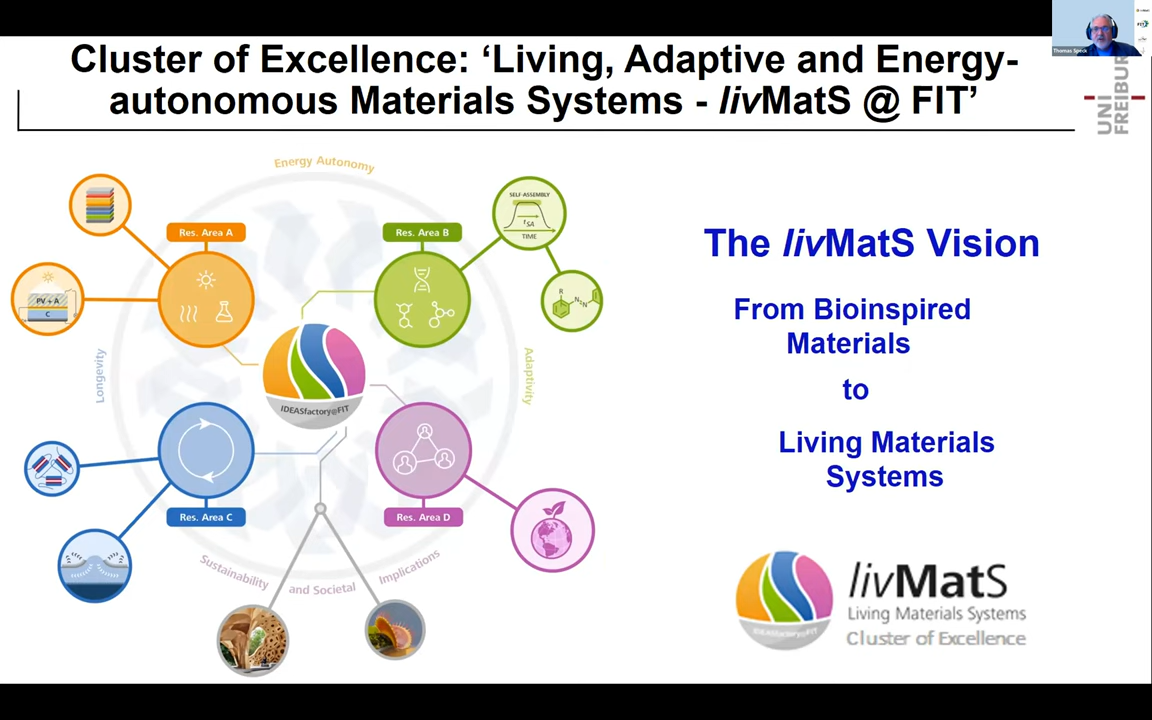 Cluster of Excellence: ‘Living, Adaptive and Energy-
autonomous Materials Systems - livMatS @ FIT’
Thomas Speck
UNI
FREIBURG
Energy Autonomy
Longevity
Adaptivity
Sustainability
and Societal
Implications
Res. Area A
PV + A
C
Res. Area B
SELF-ASSEMBLY
tSA
TIME
R
N
N
IDEASfactory@FIT
Res. Area C
Res. Area D
The livMatS Vision
From Bioinspired
Materials
to
Living Materials
Systems
IDEASfactory@FIT
livMatS
Living Materials Systems
Cluster of Excellence